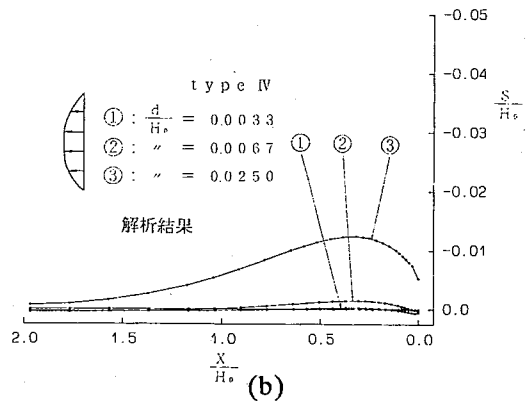 type Ⅳ
① : d/H₀ = 0.0033
② : 〃 = 0.0067
③ : 〃 = 0.0250
解析結果
① ② ③
-0.05
-0.04
-0.03
-0.02
-0.01
0.0
S/H₀
2.0 1.5 1.0 0.5 0.0
X/H₀
(b)